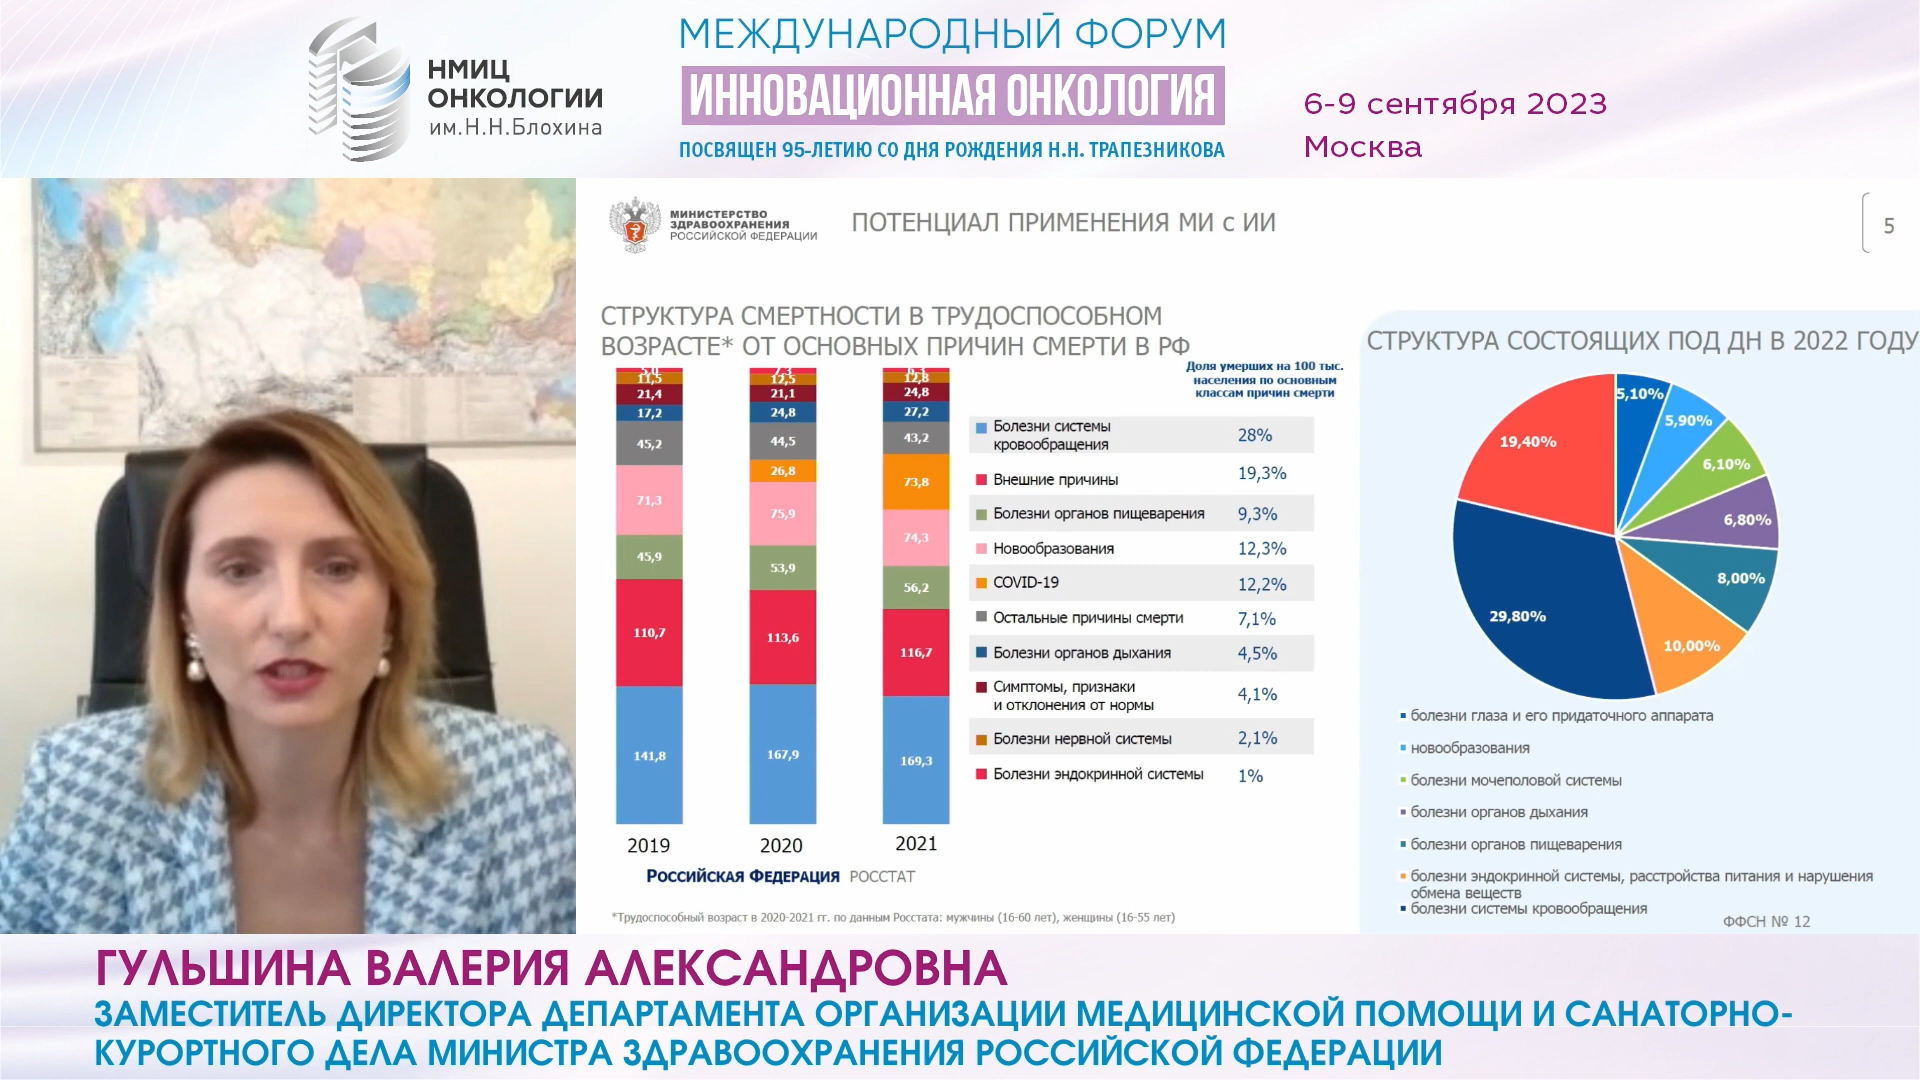 НМИЦ
ОНКОЛОГИИ
им.Н.Н.Блохина
МЕЖДУНАРОДНЫЙ ФОРУМ
ИННОВАЦИОННАЯ ОНКОЛОГИЯ
ПОСВЯЩЕН 95-ЛЕТИЮ СО ДНЯ РОЖДЕНИЯ Н.Н. ТРАПЕЗНИКОВА
6-9 сентября 2023
Москва
МИНИСТЕРСТВО
ЗДРАВООХРАНЕНИЯ
РОССИЙСКОЙ ФЕДЕРАЦИИ
ПОТЕНЦИАЛ ПРИМЕНЕНИЯ МИ с ИИ
5
СТРУКТУРА СМЕРТНОСТИ В ТРУДОСПОСОБНОМ
ВОЗРАСТЕ* ОТ ОСНОВНЫХ ПРИЧИН СМЕРТИ В РФ
Доля умерших на 100 тыс.
населения по основным
классам причин смерти
5,0 7,3 6,3
11,5 12,5 12,8
21,4 21,1 24,8
17,2 24,8 27,2
45,2 44,5 43,2
26,8 73,8
71,3 75,9 74,3
45,9 53,9 56,2
110,7 113,6 116,7
141,8 167,9 169,3
2019 2020 2021
Российская Федерация РОССТАТ
Болезни системы
кровообращения 28%
Внешние причины 19,3%
Болезни органов пищеварения 9,3%
Новообразования 12,3%
COVID-19 12,2%
Остальные причины смерти 7,1%
Болезни органов дыхания 4,5%
Симптомы, признаки
и отклонения от нормы 4,1%
Болезни нервной системы 2,1%
Болезни эндокринной системы 1%
*Трудоспособный возраст в 2020-2021 гг. по данным Росстата: мужчины (16-60 лет), женщины (16-55 лет)
СТРУКТУРА СОСТОЯЩИХ ПОД ДН В 2022 ГОДУ
5,10%
5,90%
6,10%
6,80%
8,00%
10,00%
29,80%
19,40%
болезни глаза и его придаточного аппарата
новообразования
болезни мочеполовой системы
болезни органов дыхания
болезни органов пищеварения
болезни эндокринной системы, расстройства питания и нарушения
обмена веществ
болезни системы кровообращения
ФФСН № 12
ГУЛЬШИНА ВАЛЕРИЯ АЛЕКСАНДРОВНА
ЗАМЕСТИТЕЛЬ ДИРЕКТОРА ДЕПАРТАМЕНТА ОРГАНИЗАЦИИ МЕДИЦИНСКОЙ ПОМОЩИ И САНАТОРНО-
КУРОРТНОГО ДЕЛА МИНИСТРА ЗДРАВООХРАНЕНИЯ РОССИЙСКОЙ ФЕДЕРАЦИИ